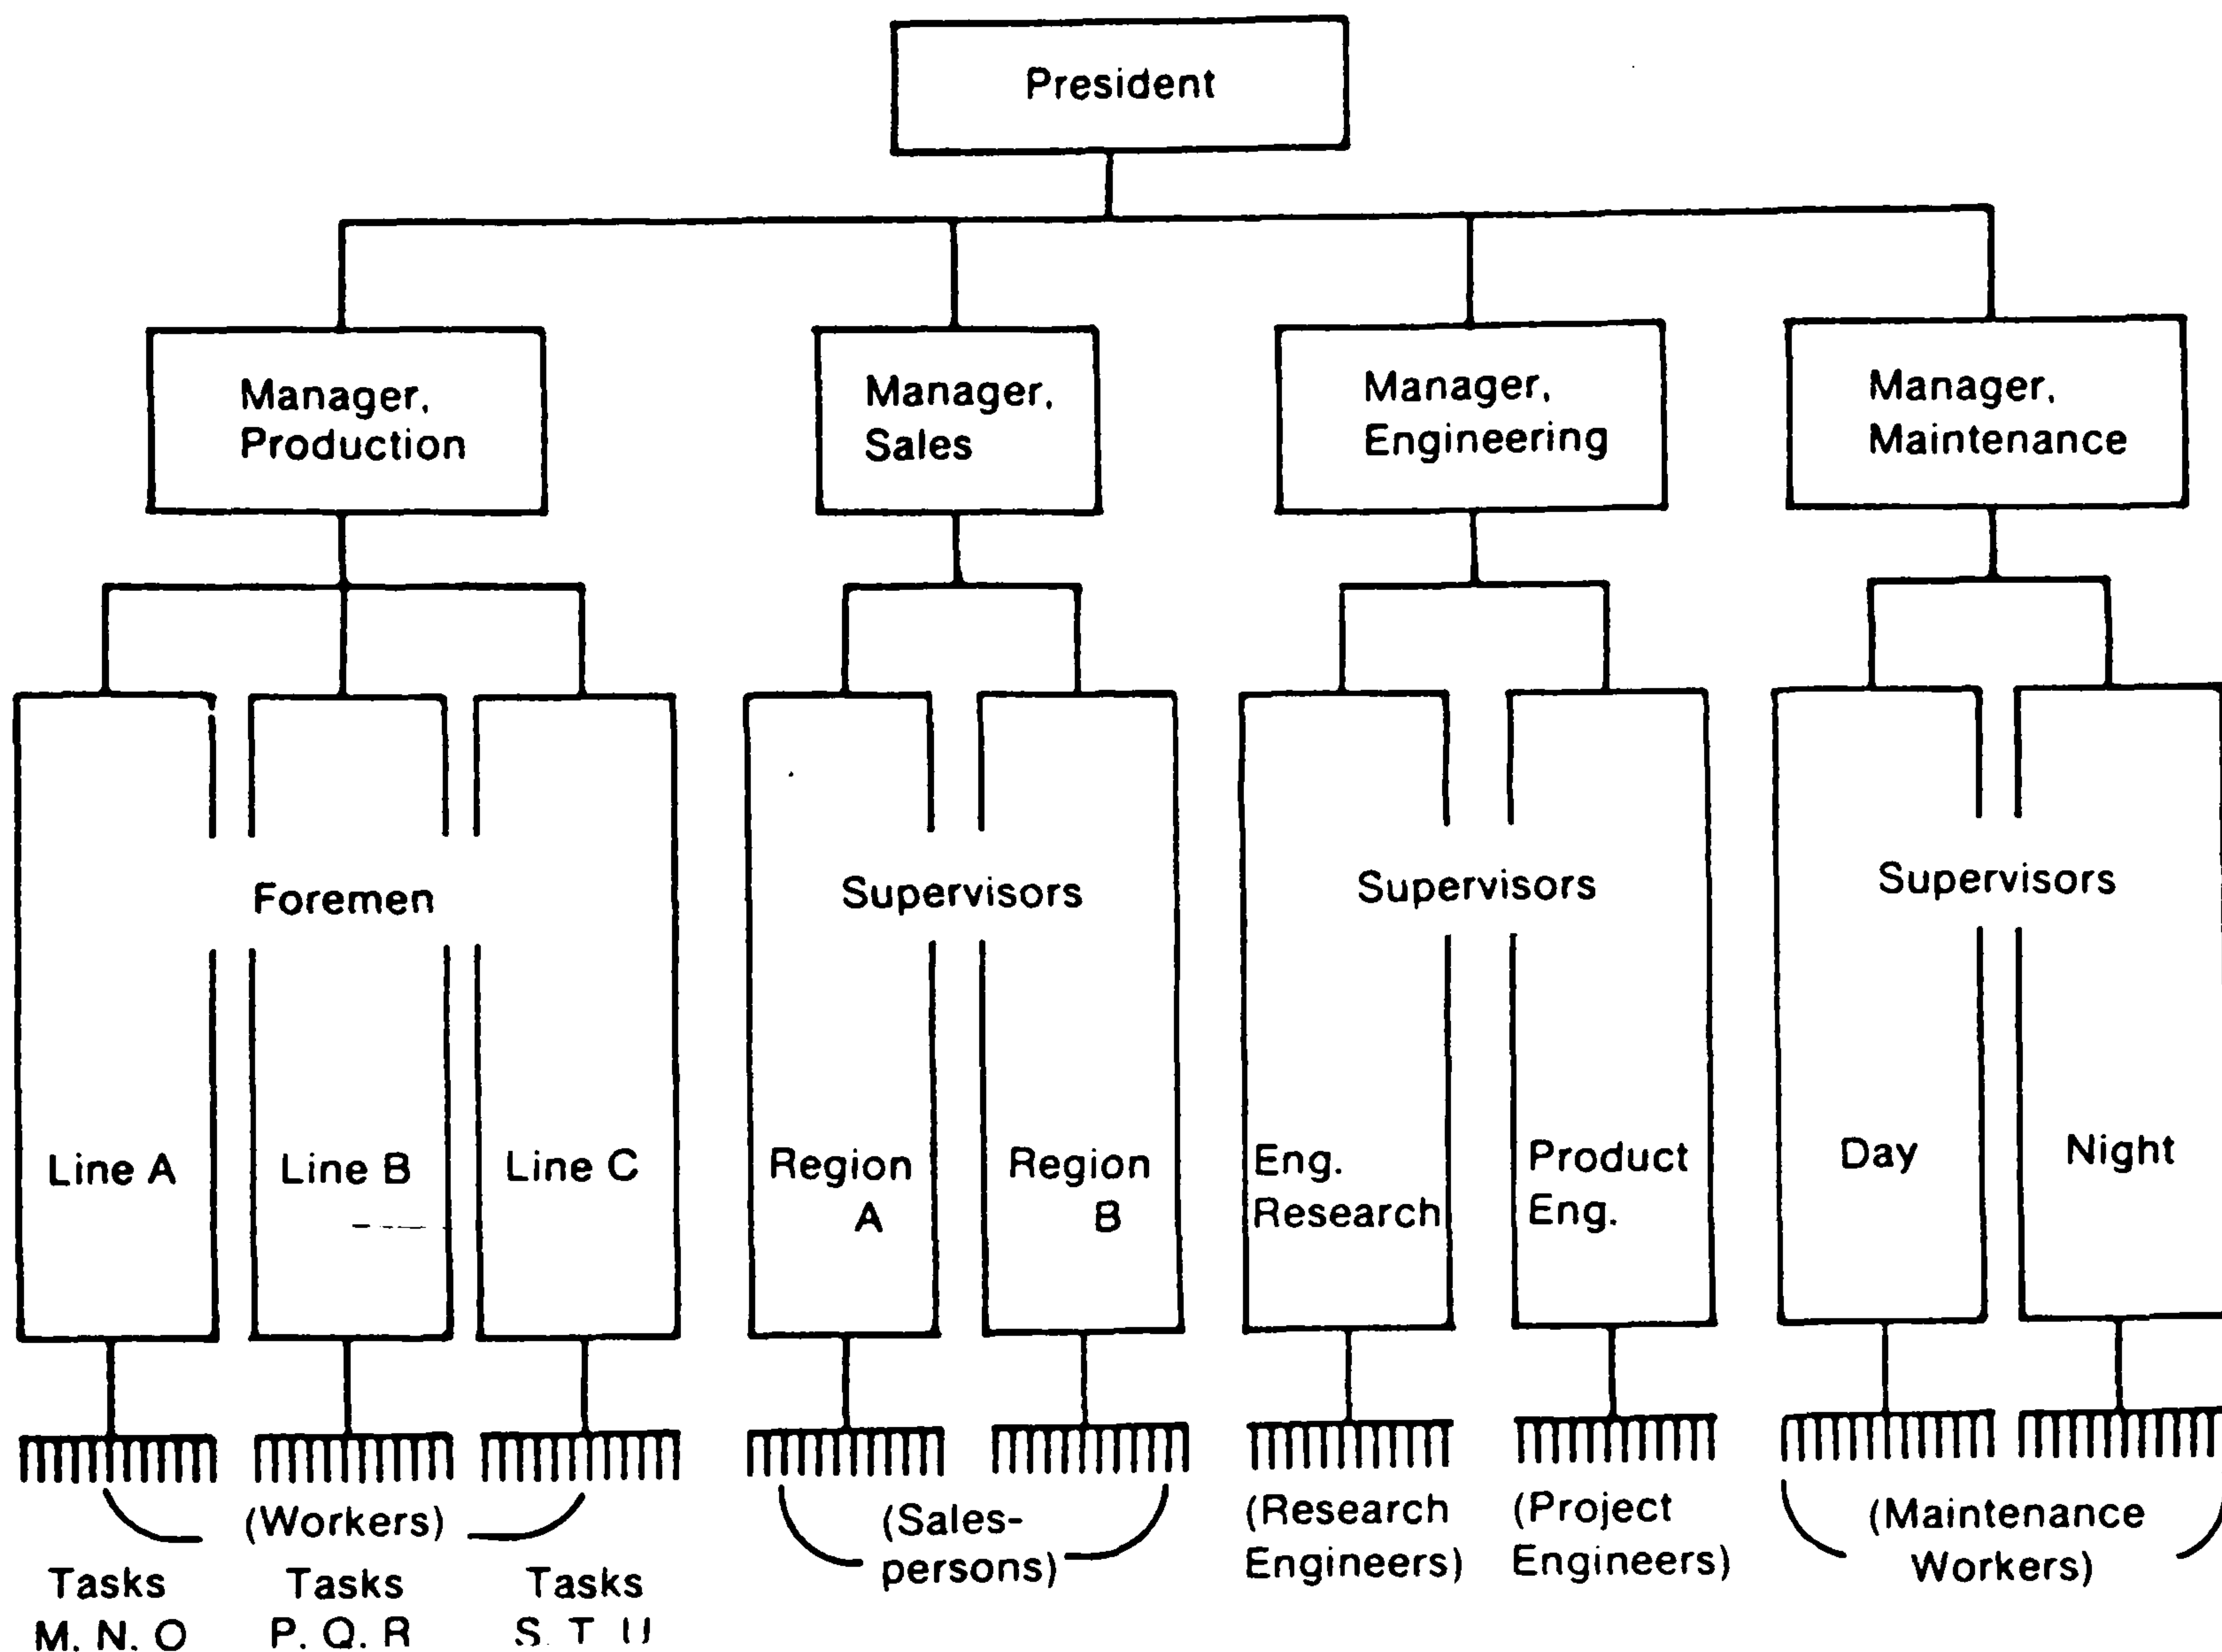 President
Manager,
Production
Manager,
Sales
Manager,
Engineering
Manager,
Maintenance
Foremen
Supervisors
Supervisors
Supervisors
Line A
Line B
Line C
Region
A
Region
B
Eng.
Research
Product
Eng.
Day
Night
(Workers)
(Sales-
persons)
(Research
Engineers)
(Project
Engineers)
(Maintenance
Workers)
Tasks
M. N. O
Tasks
P. Q. R
Tasks
S. T U